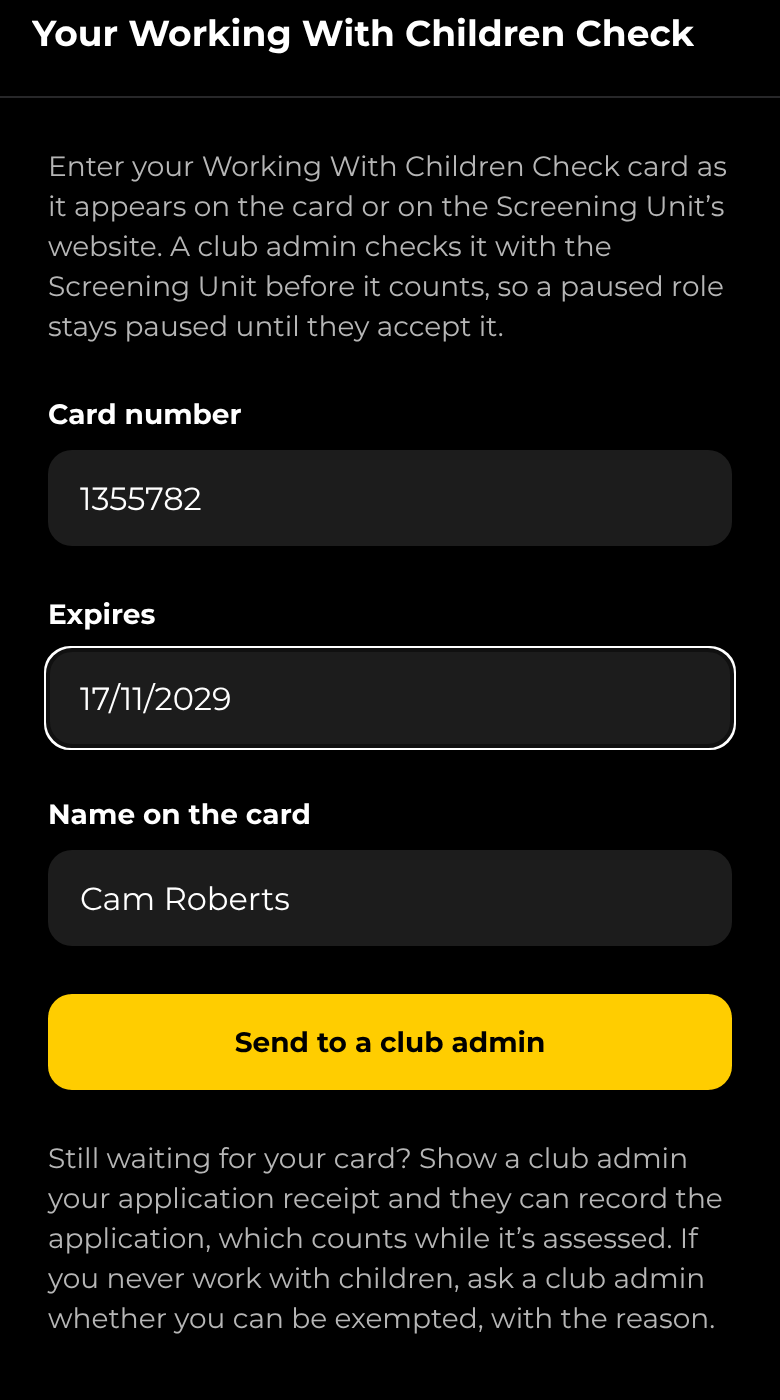 Your Working With Children Check
Enter your Working With Children Check card as
it appears on the card or on the Screening Unit’s
website. A club admin checks it with the
Screening Unit before it counts, so a paused role
stays paused until they accept it.
Card number
1355782
Expires
17/11/2029
Name on the card
Cam Roberts
Send to a club admin
Still waiting for your card? Show a club admin
your application receipt and they can record the
application, which counts while it’s assessed. If
you never work with children, ask a club admin
whether you can be exempted, with the reason.